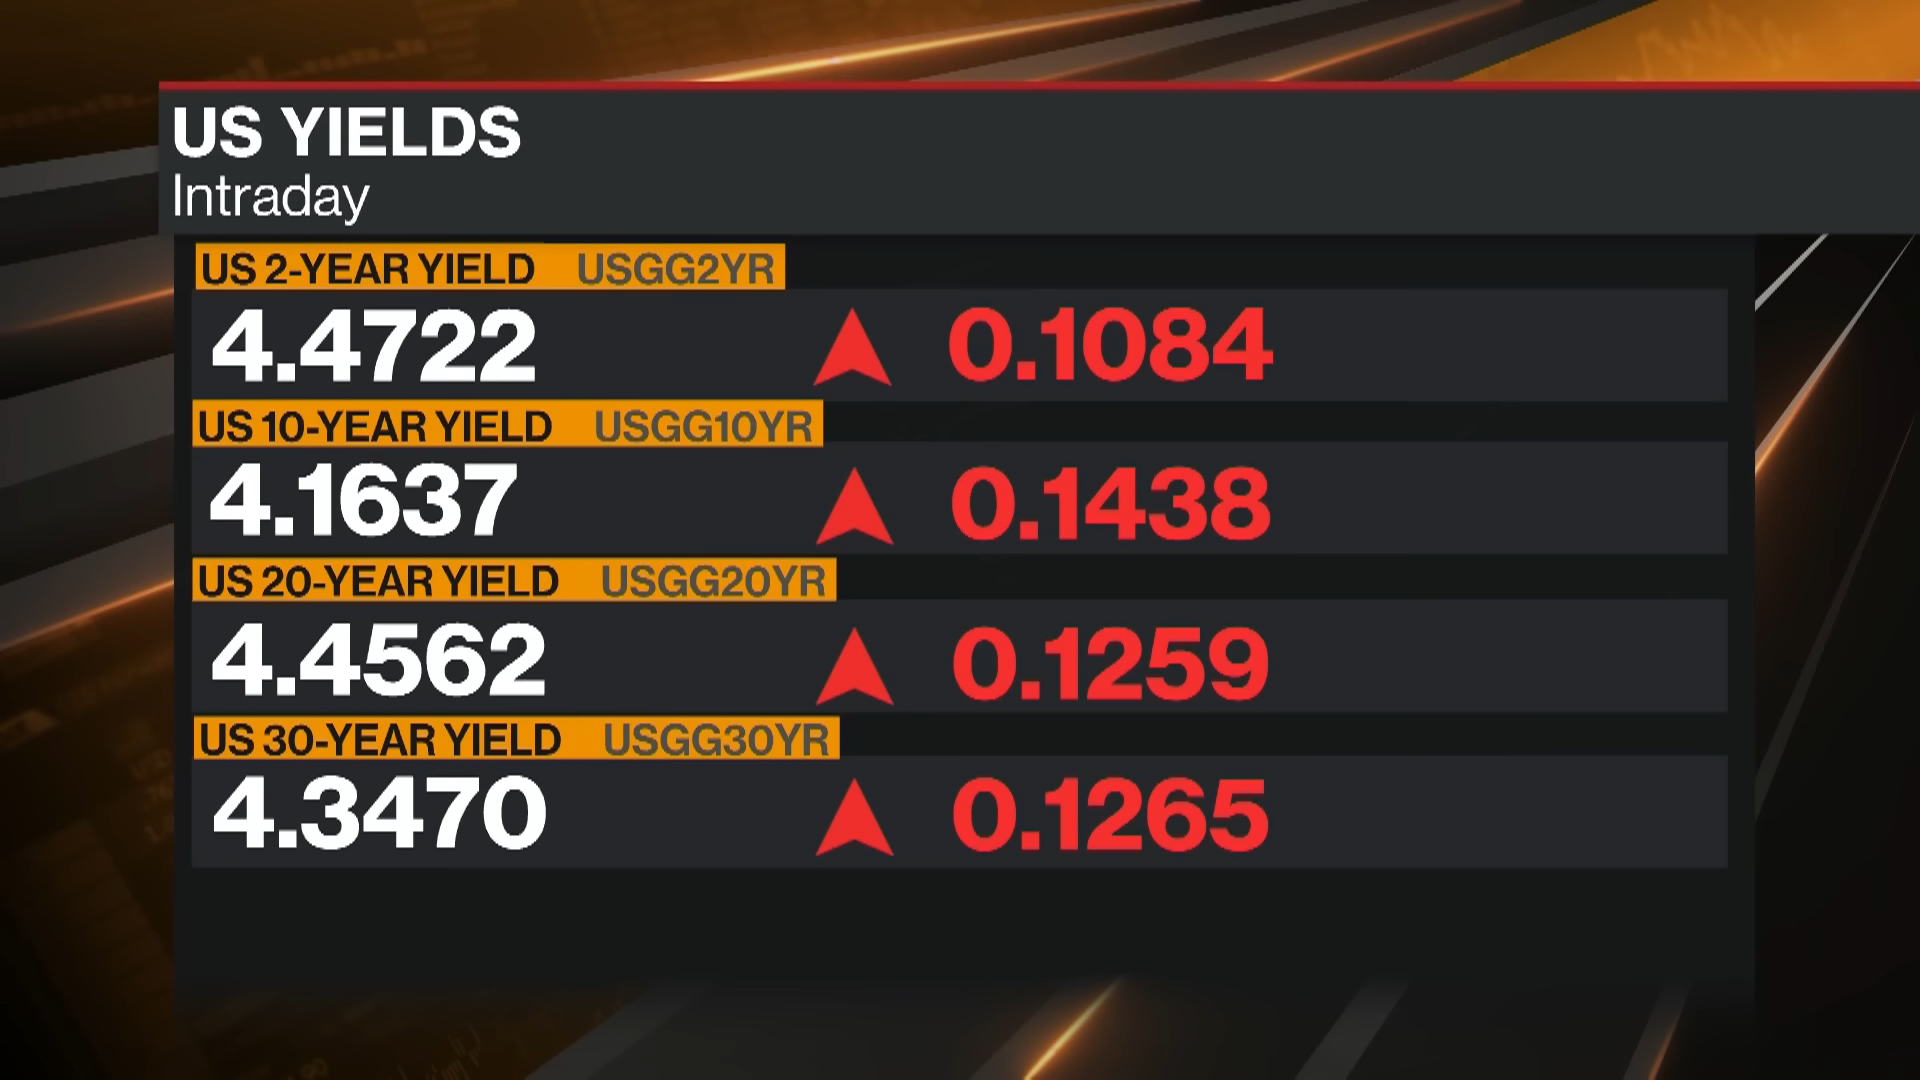 US YIELDS
Intraday
US 2-YEAR YIELD USGG2YR
4.4722 0.1084
US 10-YEAR YIELD USGG10YR
4.1637 0.1438
US 20-YEAR YIELD USGG20YR
4.4562 0.1259
US 30-YEAR YIELD USGG30YR
4.3470 0.1265